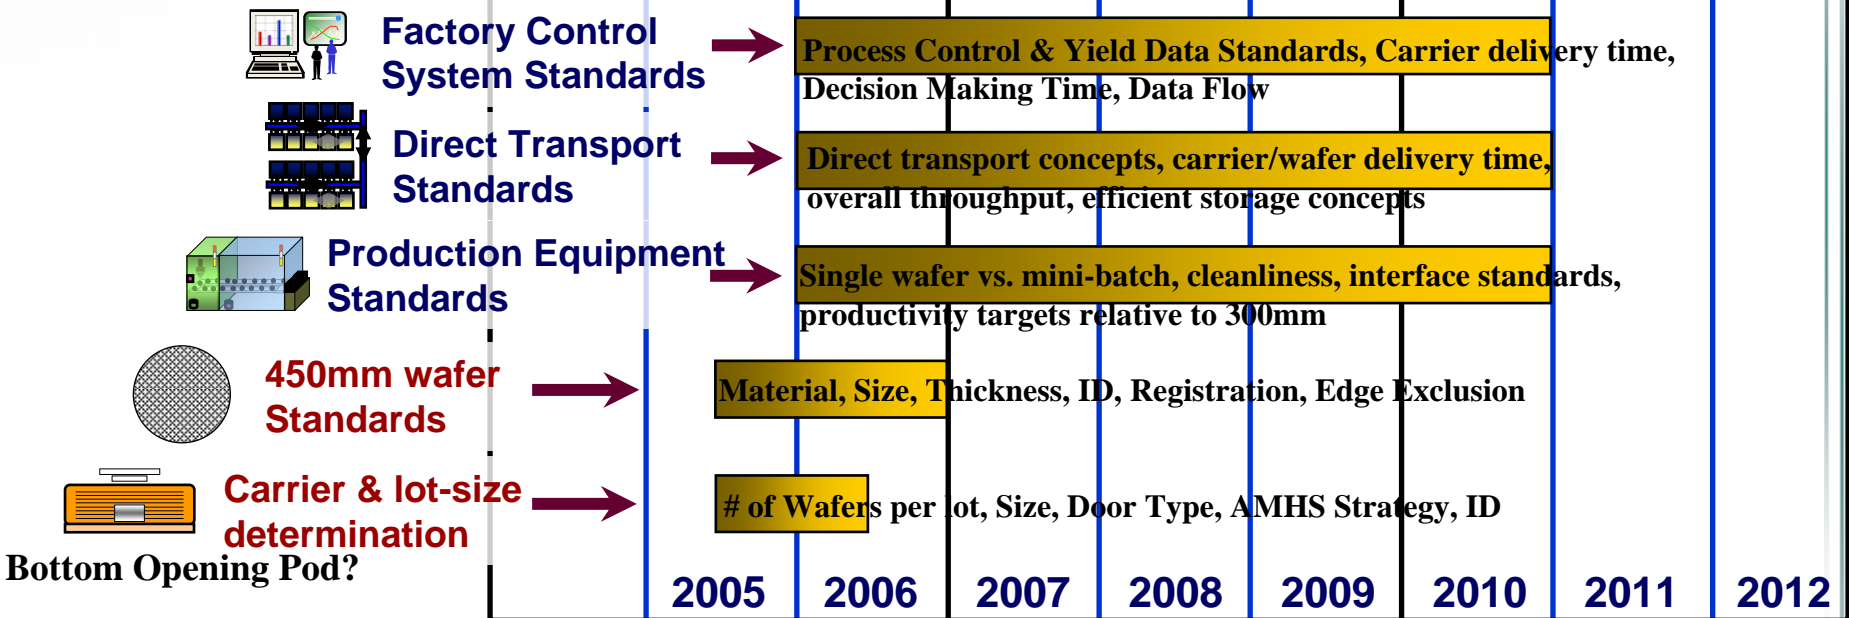 Factory Control
System Standards
Process Control & Yield Data Standards, Carrier delivery time,
Decision Making Time, Data Flow
Direct Transport
Standards
Direct transport concepts, carrier/wafer delivery time,
overall throughput, efficient storage concepts
Production Equipment
Standards
Single wafer vs. mini-batch, cleanliness, interface standards,
productivity targets relative to 300mm
450mm wafer
Standards
Material, Size, Thickness, ID, Registration, Edge Exclusion
Carrier & lot-size
determination
# of Wafers per lot, Size, Door Type, AMHS Strategy, ID
Bottom Opening Pod?
2005 2006 2007 2008 2009 2010 2011 2012